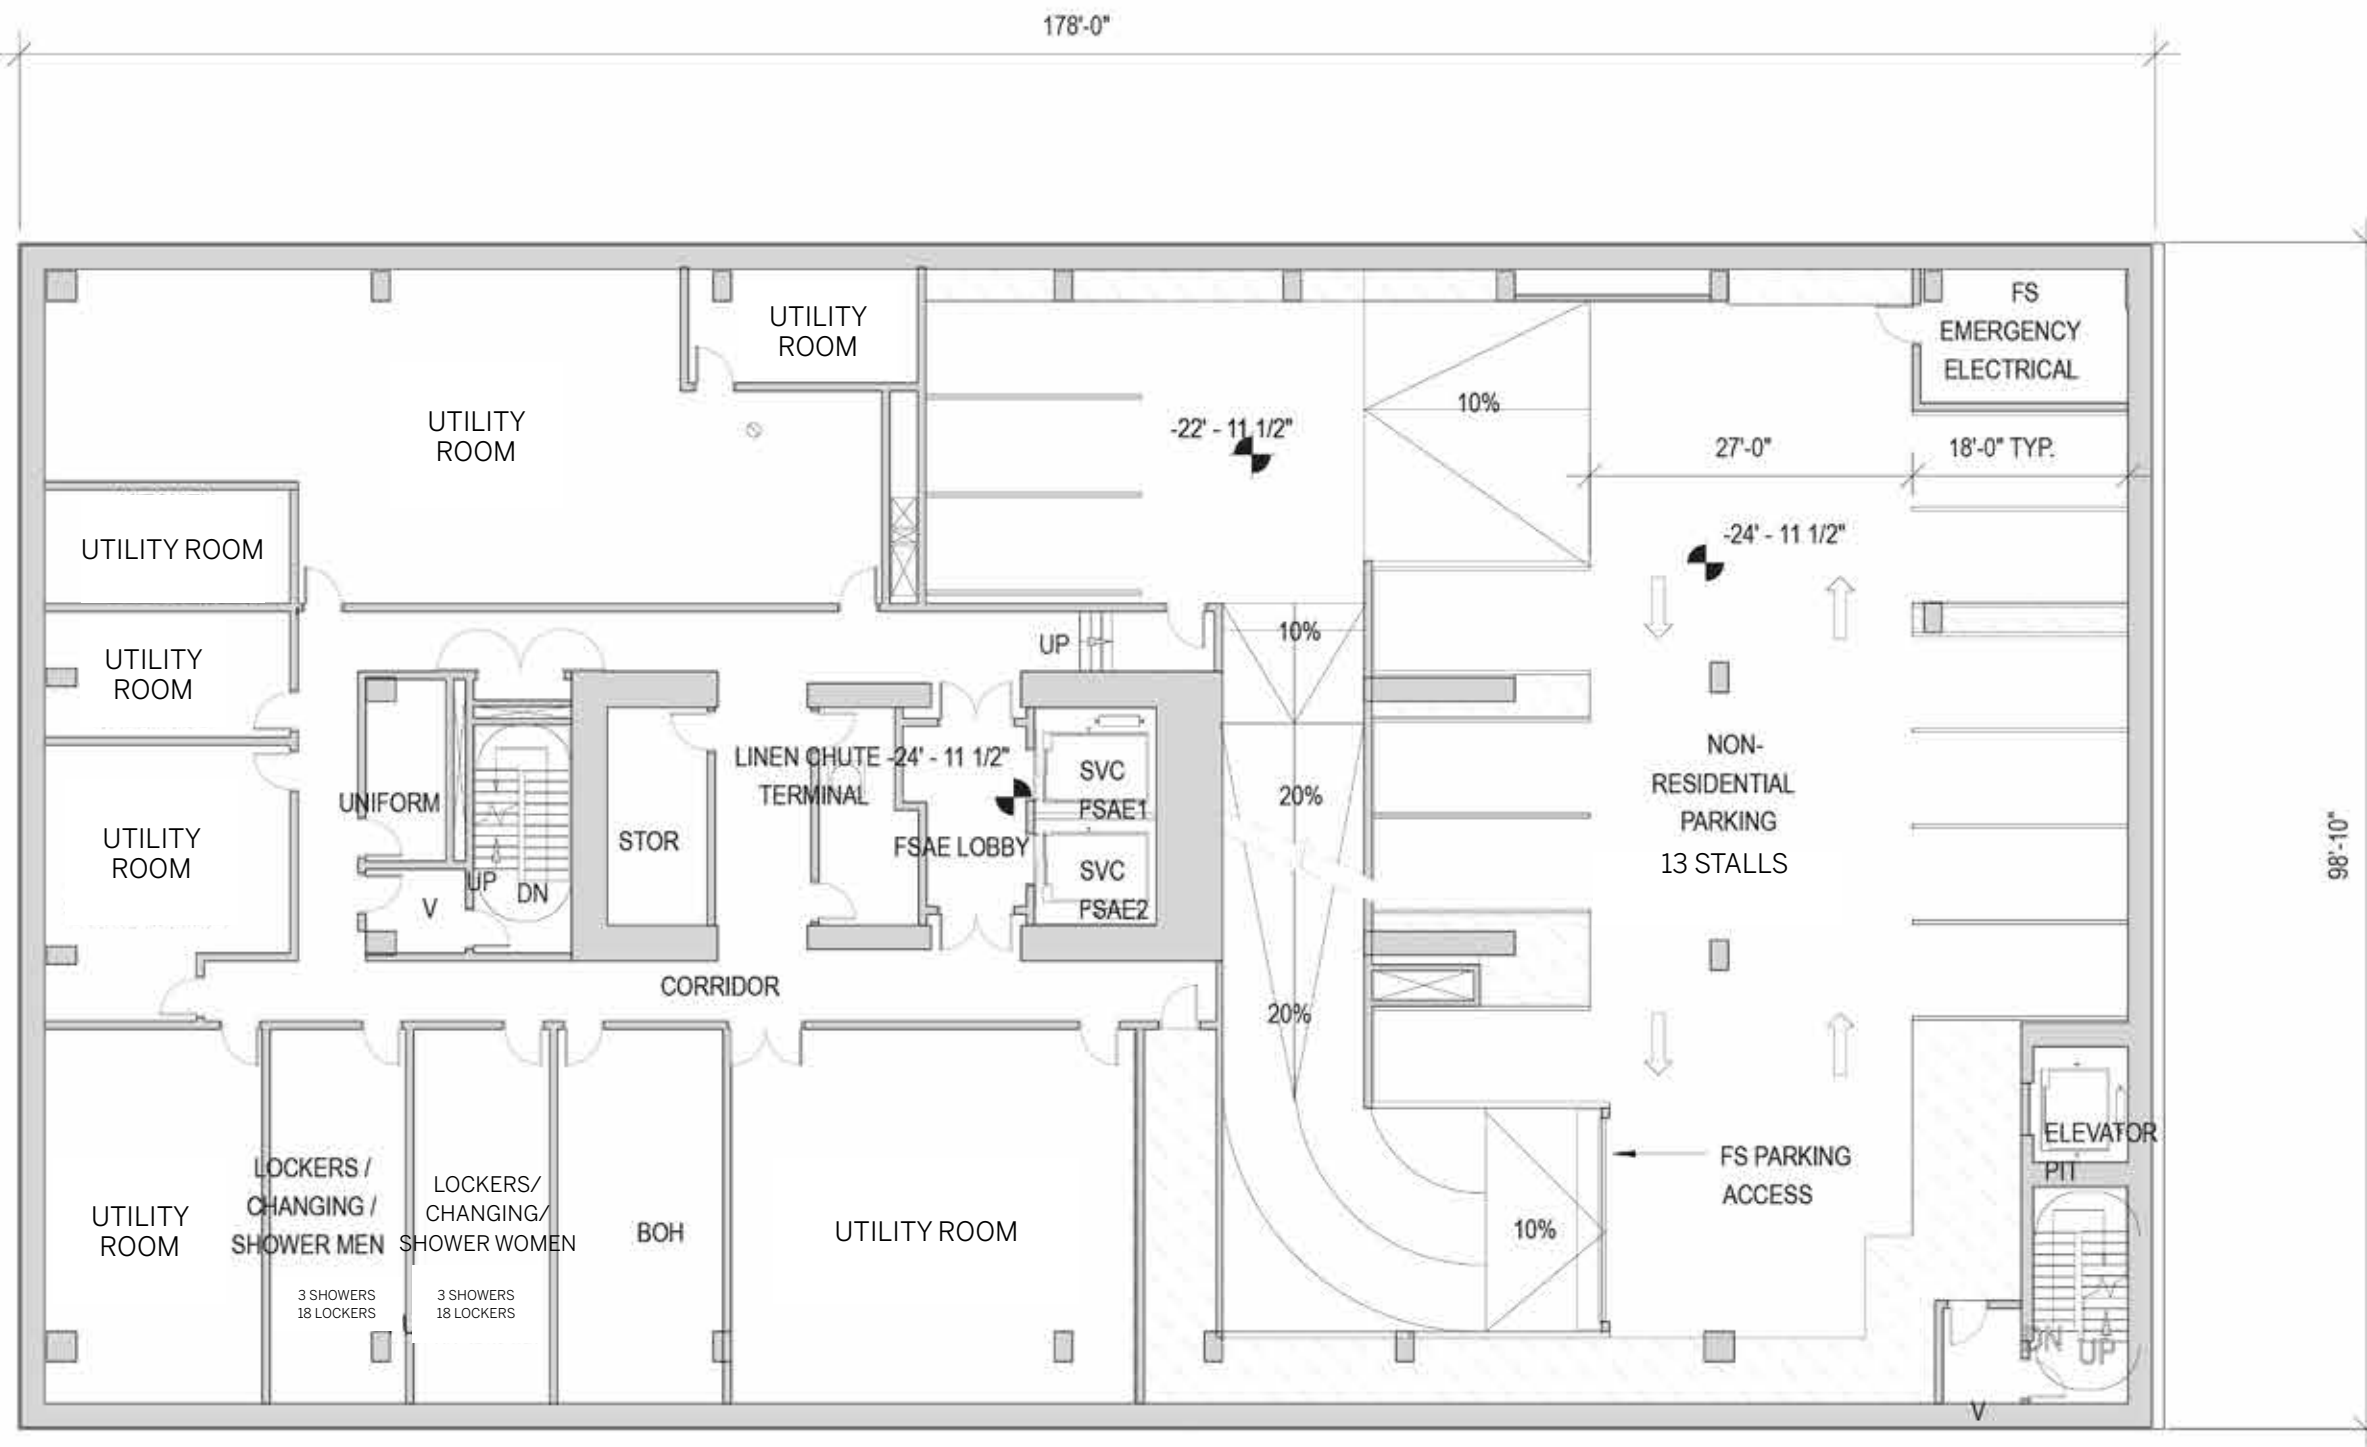 178'-0"
UTILITY
ROOM
FS
EMERGENCY
ELECTRICAL
UTILITY
ROOM
-22' - 11 1/2"
10%
27'-0"
18'-0" TYP.
UTILITY ROOM
-24' - 11 1/2"
UTILITY
ROOM
UP
10%
UNIFORM
LINEN CHUTE
TERMINAL
-24' - 11 1/2"
SVC
FSAE1
20%
NON-
RESIDENTIAL
PARKING
13 STALLS
98'-10"
UTILITY
ROOM
STOR
FSAE LOBBY
SVC
FSAE2
V
UP
DN
CORRIDOR
20%
UTILITY
ROOM
LOCKERS /
CHANGING /
SHOWER MEN
3 SHOWERS
18 LOCKERS
LOCKERS/
CHANGING/
SHOWER WOMEN
3 SHOWERS
18 LOCKERS
BOH
UTILITY ROOM
10%
FS PARKING
ACCESS
ELEVATOR
PIT
DN
UP
V